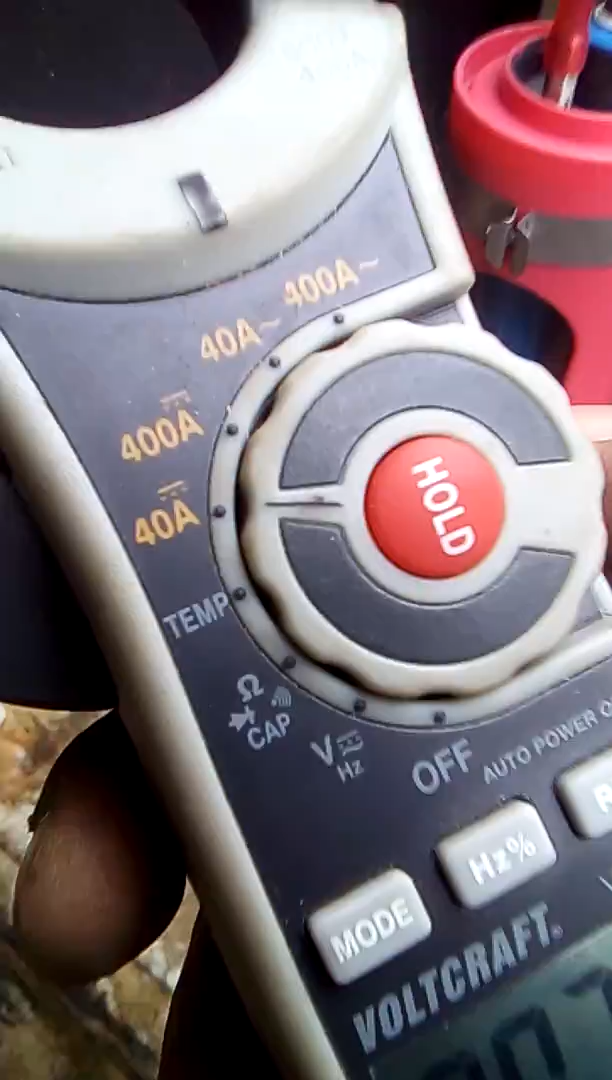 400A~
40A~
400A
40A
HOLD
TEMP
Ω
CAP
V
Hz
OFF
AUTO POWER
Hz%
MODE
VOLTCRAFT.